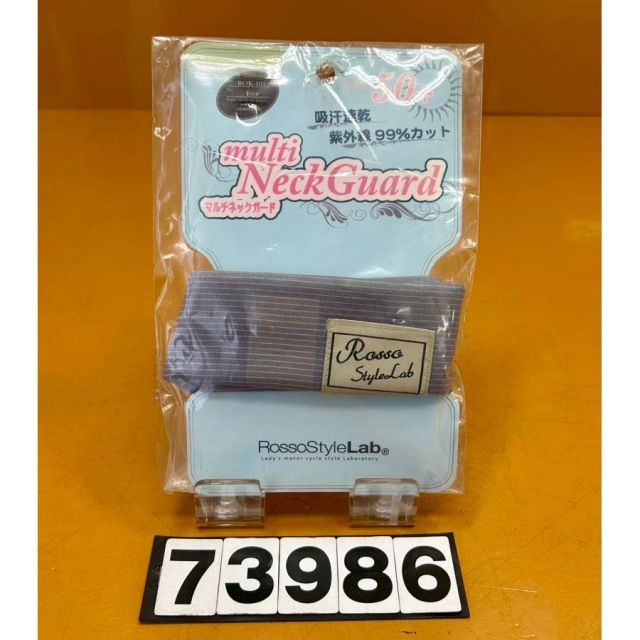 50+
吸汗速乾
紫外線99%カット
multi
NeckGuard
マルチネックガード
Rosso
StyleLab
RossoStyleLab®
Lady's motor cycle style Laboratory
73986